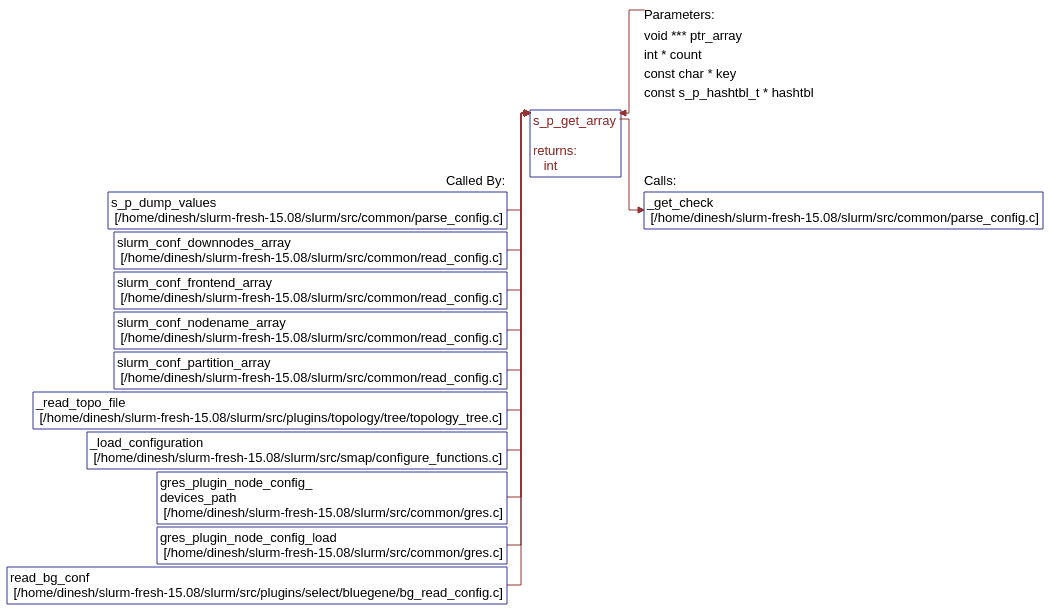 Parameters:
void *** ptr_array
int * count
const char * key
const s_p_hashtbl_t * hashtbl
s_p_get_array
returns:
int
Called By:
Calls:
s_p_dump_values
[/home/dinesh/slurm-fresh-15.08/slurm/src/common/parse_config.c]
_get_check
[/home/dinesh/slurm-fresh-15.08/slurm/src/common/parse_config.c]
slurm_conf_downnodes_array
[/home/dinesh/slurm-fresh-15.08/slurm/src/common/read_config.c]
slurm_conf_frontend_array
[/home/dinesh/slurm-fresh-15.08/slurm/src/common/read_config.c]
slurm_conf_nodename_array
[/home/dinesh/slurm-fresh-15.08/slurm/src/common/read_config.c]
slurm_conf_partition_array
[/home/dinesh/slurm-fresh-15.08/slurm/src/common/read_config.c]
_read_topo_file
[/home/dinesh/slurm-fresh-15.08/slurm/src/plugins/topology/tree/topology_tree.c]
_load_configuration
[/home/dinesh/slurm-fresh-15.08/slurm/src/smap/configure_functions.c]
gres_plugin_node_config_
devices_path
[/home/dinesh/slurm-fresh-15.08/slurm/src/common/gres.c]
gres_plugin_node_config_load
[/home/dinesh/slurm-fresh-15.08/slurm/src/common/gres.c]
read_bg_conf
[/home/dinesh/slurm-fresh-15.08/slurm/src/plugins/select/bluegene/bg_read_config.c]